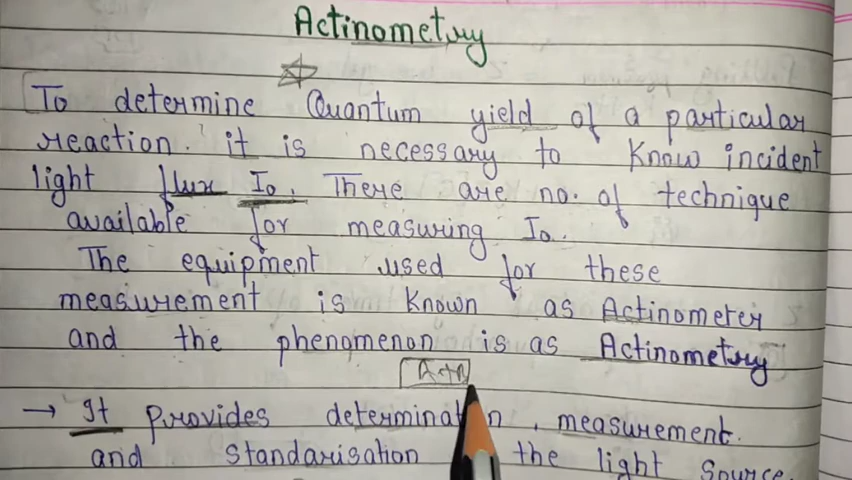 Actinometry
To determine Quantum yield of a particular
reaction. it is necessary to Know incident
light flux Io. There are no. of technique
available for measuring Io.
The equipment used for these
measurement is Known as Actinometer
and the phenomenon is as Actinometry
→ It provides determination, measurement.
and standarisation the light source.